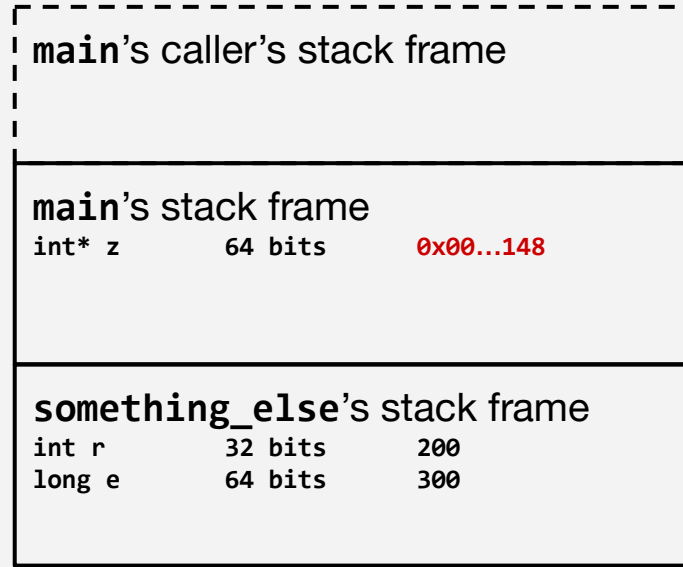 main’s caller’s stack frame
main’s stack frame
int* z 64 bits 0x00...148
something_else’s stack frame
int r 32 bits 200
long e 64 bits 300